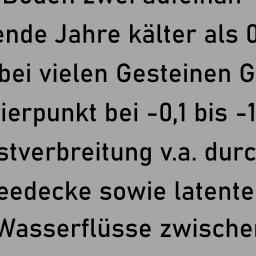 Boden zwei aufeinan
ende Jahre kälter als 0
bei vielen Gesteinen G
ierpunkt bei -0,1 bis -1
stverbreitung v.a. durc
eedecke sowie latente
Wasserflüsse zwischen